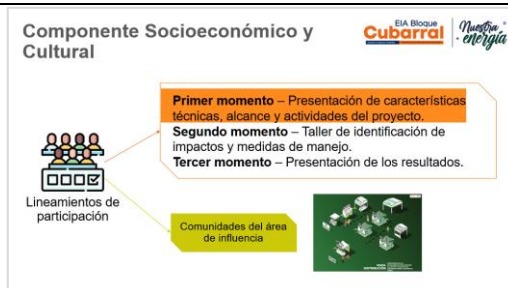 Componente Socioeconómico y
Cultural
EIA Bloque
Cubarral
Nuestra
energía
Primer momento – Presentación de características
técnicas, alcance y actividades del proyecto.
Segundo momento – Taller de identificación de
impactos y medidas de manejo.
Tercer momento – Presentación de los resultados.
Lineamientos de
participación
Comunidades del área
de influencia